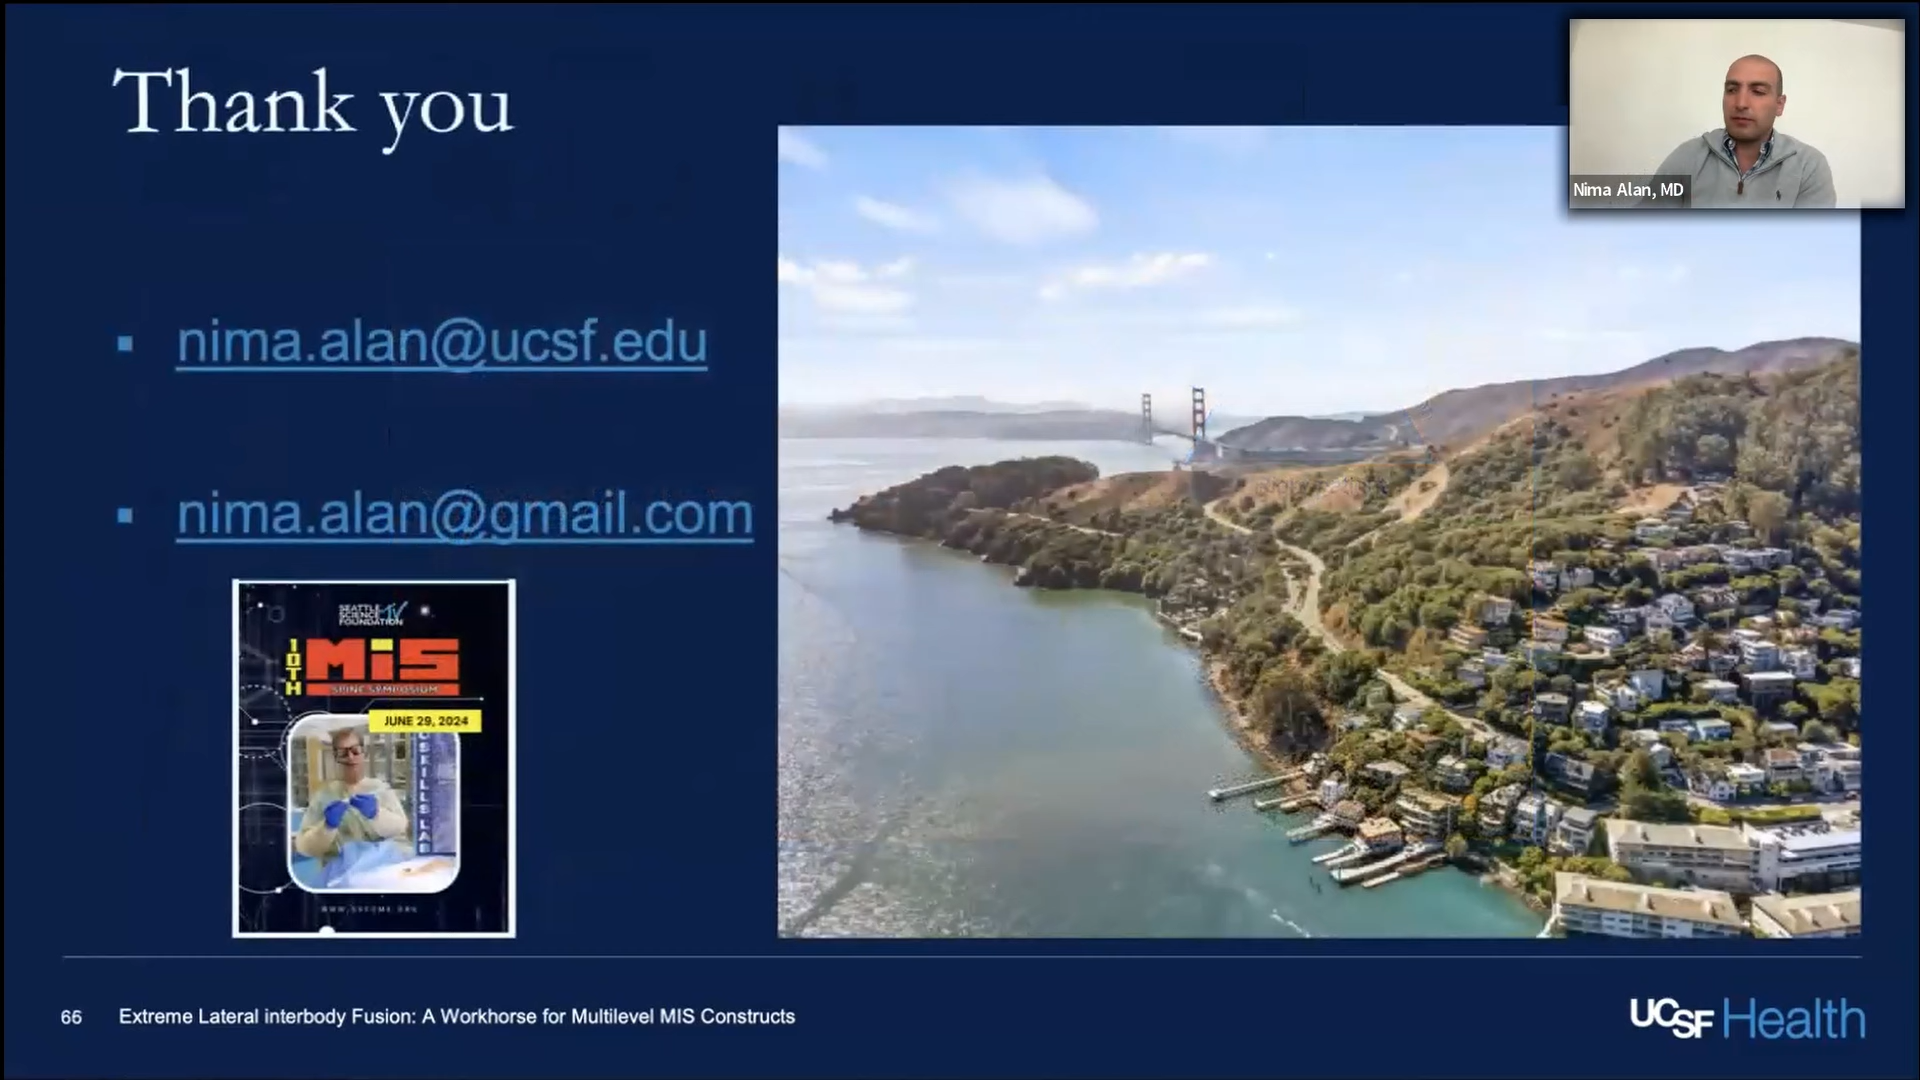 Thank you
Nima Alan, MD
nima.alan@ucsf.edu
nima.alan@gmail.com
SEATTLE
SCIENCE TV
FOUNDATION
10TH MiS
SPINE SYMPOSIUM
JUNE 29, 2024
SKILLS LAB
66 Extreme Lateral interbody Fusion: A Workhorse for Multilevel MIS Constructs
UCSF Health